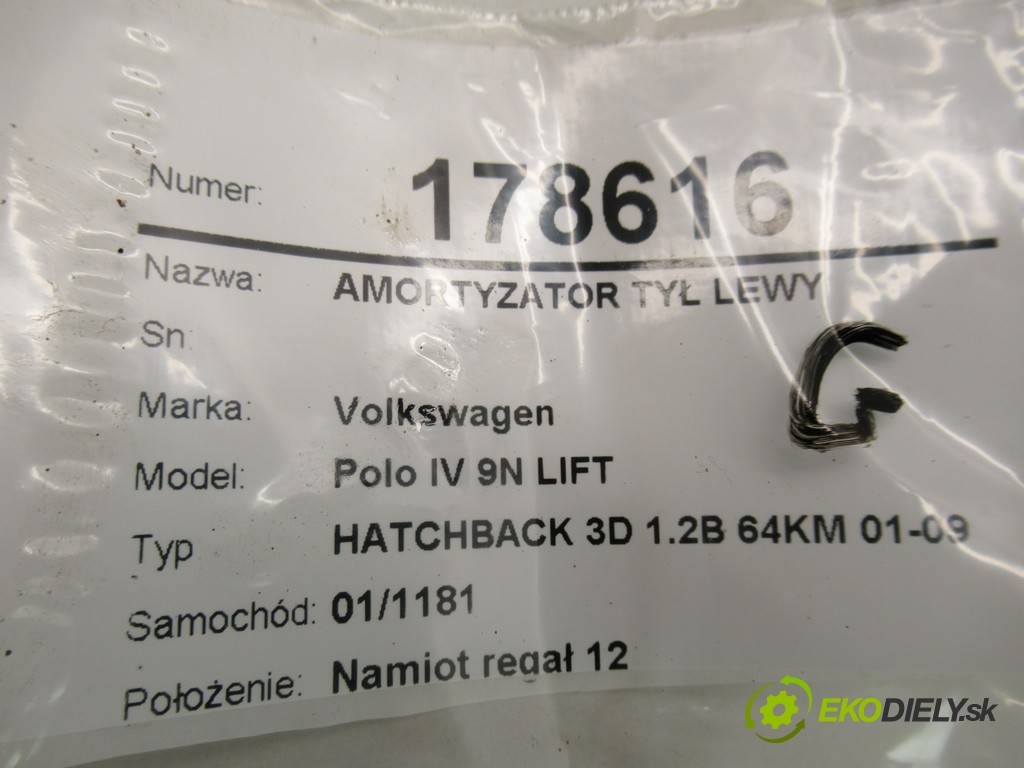 Numer: 178616
Nazwa: AMORTYZATOR TYŁ LEWY
Sn
Marka: Volkswagen
G
Model: Polo IV 9N LIFT
Typ HATCHBACK 3D 1.2B 64KM 01-09
Samochód: 01/1181
Położenie: Namiot regał 12
EKODIELY.sk